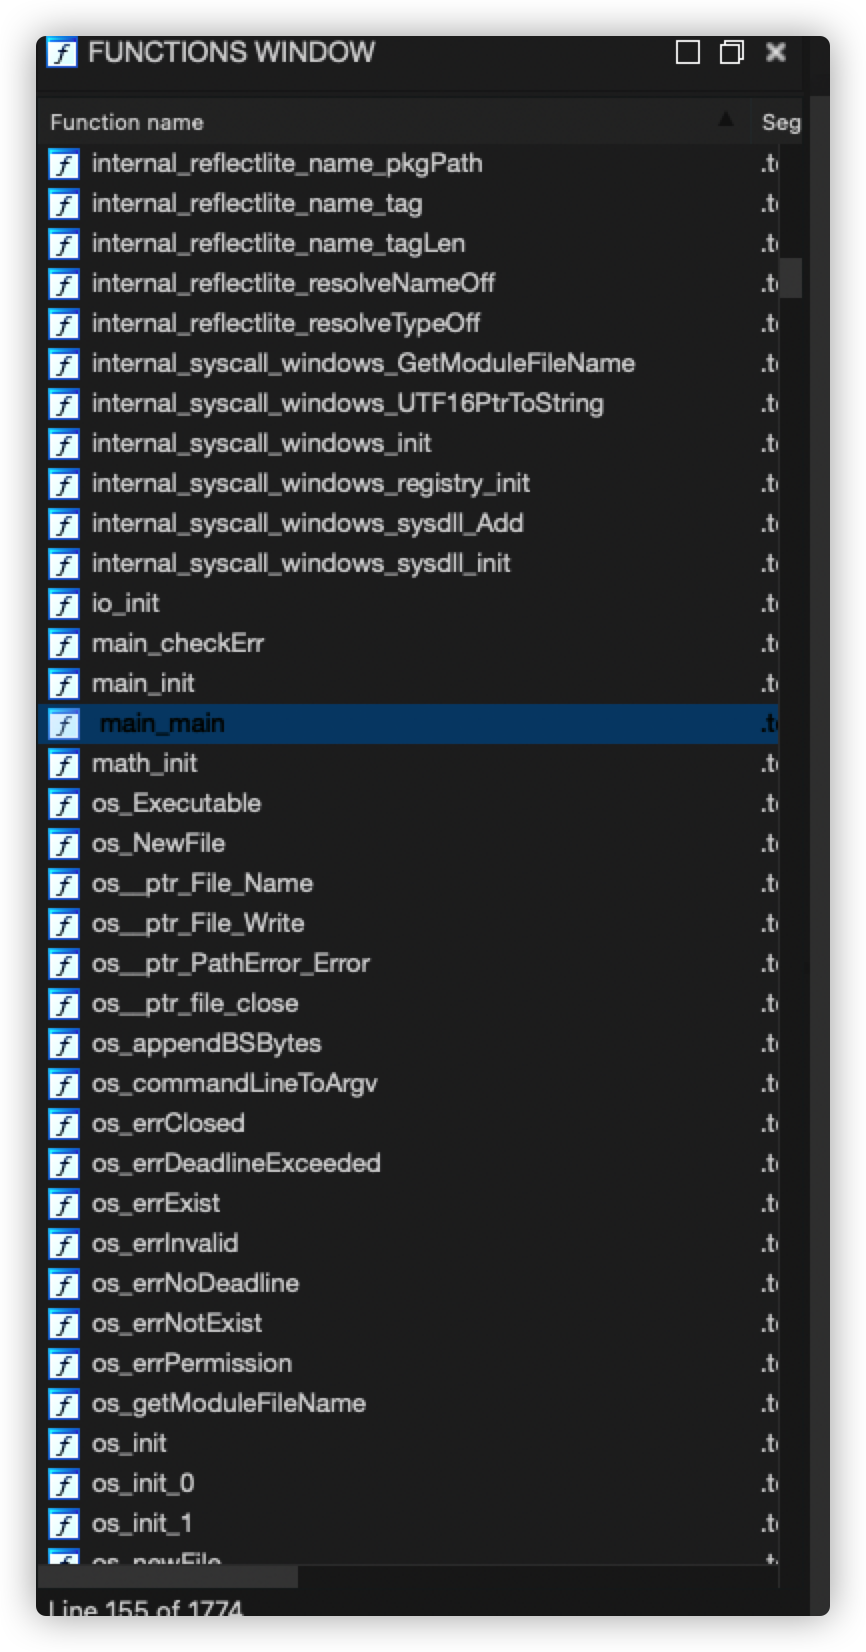 FUNCTIONS WINDOW
Function name Seg
internal_reflectlite_name_pkgPath
internal_reflectlite_name_tag
internal_reflectlite_name_tagLen
internal_reflectlite_resolveNameOff
internal_reflectlite_resolveTypeOff
internal_syscall_windows_GetModuleFileName
internal_syscall_windows_UTF16PtrToString
internal_syscall_windows_init
internal_syscall_windows_registry_init
internal_syscall_windows_sysdll_Add
internal_syscall_windows_sysdll_init
io_init
main_checkErr
main_init
main_main
math_init
os_Executable
os_NewFile
os__ptr_File_Name
os__ptr_File_Write
os__ptr_PathError_Error
os__ptr_file_close
os_appendBSBytes
os_commandLineToArgv
os_errClosed
os_errDeadlineExceeded
os_errExist
os_errInvalid
os_errNoDeadline
os_errNotExist
os_errPermission
os_getModuleFileName
os_init
os_init_0
os_init_1
os_newFile
Line 155 of 1774